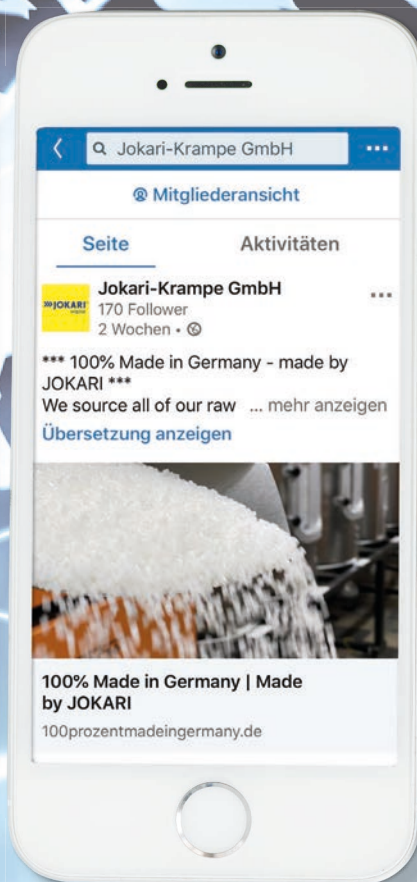 Jokari-Krampe GmbH
Mitgliederansicht
Seite Aktivitäten
JOKARI
Jokari-Krampe GmbH
170 Follower
2 Wochen •
*** 100% Made in Germany - made by
JOKARI ***
We source all of our raw ... mehr anzeigen
Übersetzung anzeigen
100% Made in Germany | Made
by JOKARI
100prozentmadeingermany.de